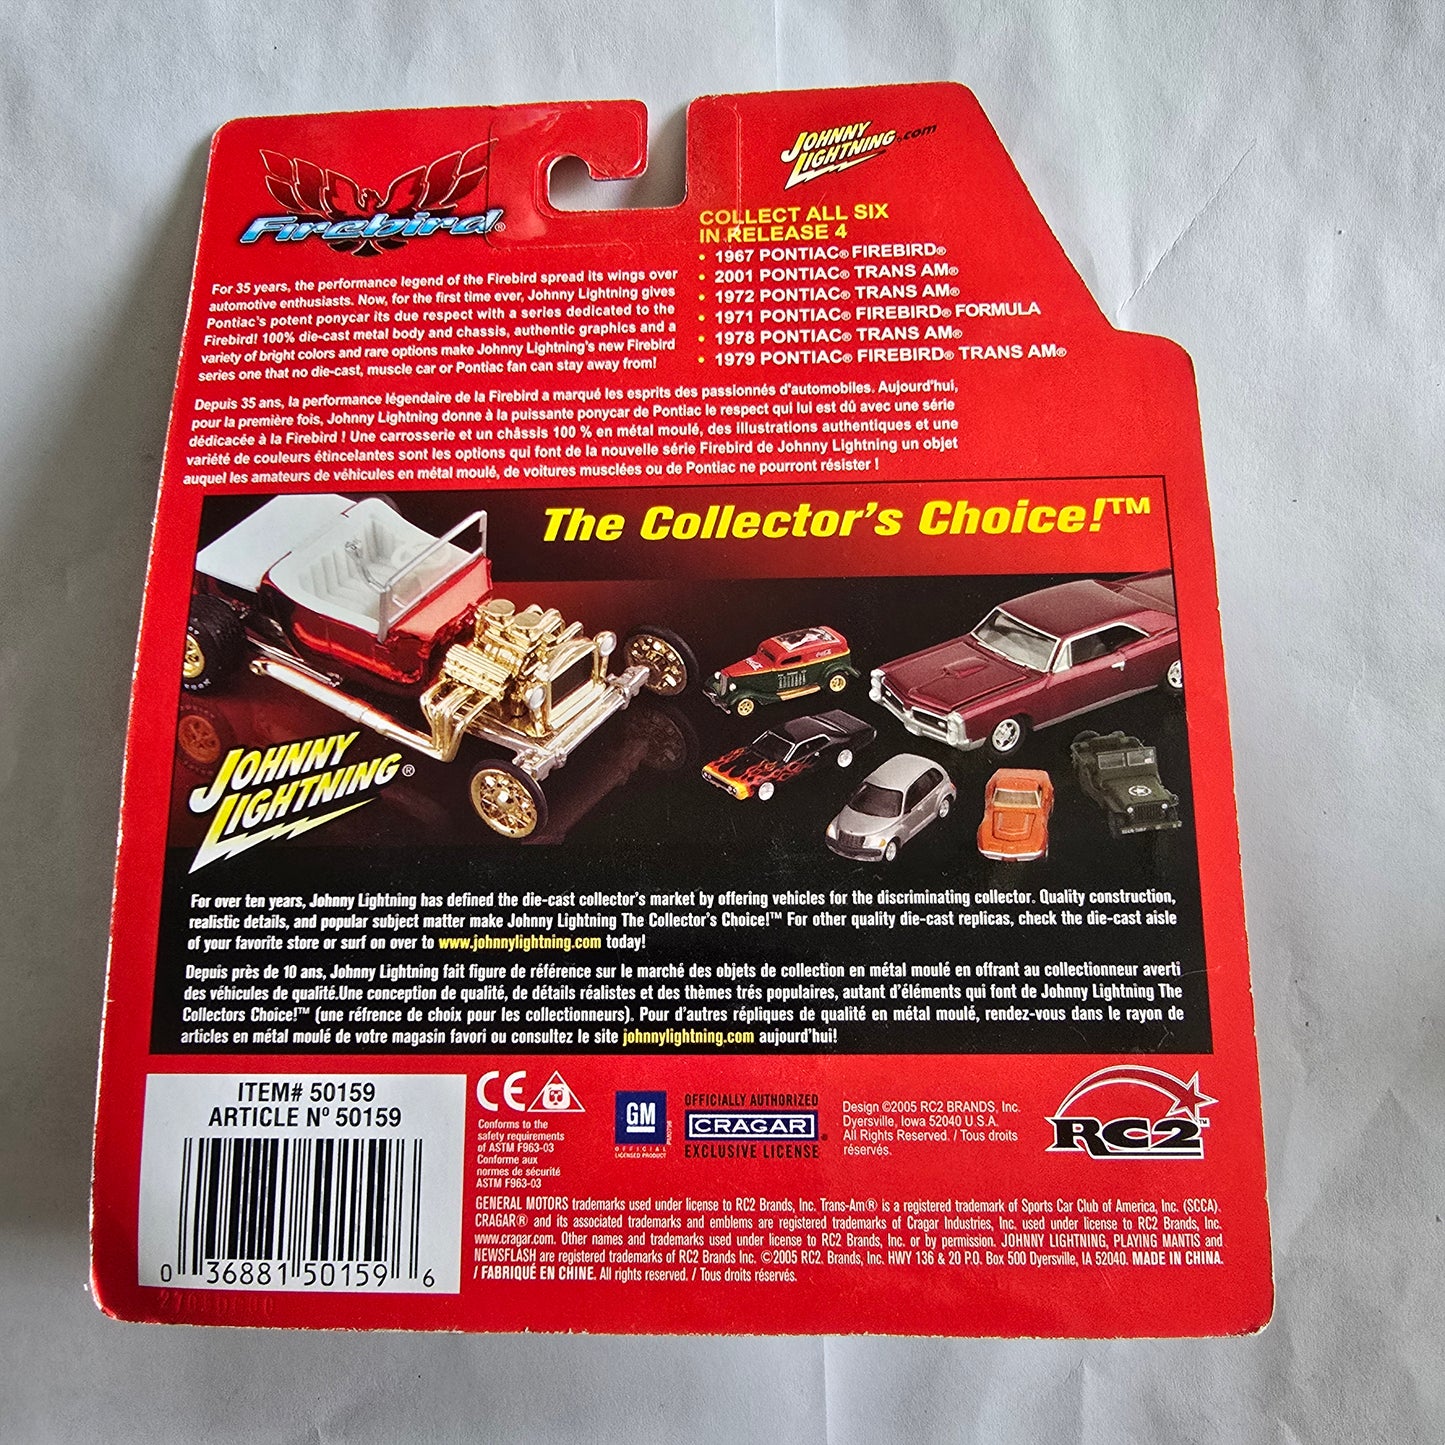 Firebird®
JOHNNY
LIGHTNING.com
COLLECT ALL SIX
IN RELEASE 4
• 1967 PONTIAC® FIREBIRD®
• 2001 PONTIAC® TRANS AM®
• 1972 PONTIAC® TRANS AM®
• 1971 PONTIAC® FIREBIRD® FORMULA
• 1978 PONTIAC® TRANS AM®
• 1979 PONTIAC® FIREBIRD® TRANS AM®
For 35 years, the performance legend of the Firebird spread its wings over
automotive enthusiasts. Now, for the first time ever, Johnny Lightning gives
Pontiac's potent ponycar its due respect with a series dedicated to the
Firebird! 100% die-cast metal body and chassis, authentic graphics and a
variety of bright colors and rare options make Johnny Lightning's new Firebird
series one that no die-cast, muscle car or Pontiac fan can stay away from!
Depuis 35 ans, la performance légendaire de la Firebird a marqué les esprits des passionnés d'automobiles. Aujourd'hui,
pour la première fois, Johnny Lightning donne à la puissante ponycar de Pontiac le respect qui lui est dû avec une série
dédicacée à la Firebird ! Une carrosserie et un châssis 100 % en métal moulé, des illustrations authentiques et une
variété de couleurs étincelantes sont les options qui font de la nouvelle série Firebird de Johnny Lightning un objet
auquel les amateurs de véhicules en métal moulé, de voitures musclées ou de Pontiac ne pourront résister !
The Collector's Choice!™
JOHNNY
LIGHTNING®
For over ten years, Johnny Lightning has defined the die-cast collector's market by offering vehicles for the discriminating collector. Quality construction,
realistic details, and popular subject matter make Johnny Lightning The Collector's Choice!™ For other quality die-cast replicas, check the die-cast aisle
of your favorite store or surf on over to www.johnnylightning.com today!
Depuis près de 10 ans, Johnny Lightning fait figure de référence sur le marché des objets de collection en métal moulé en offrant au collectionneur averti
des véhicules de qualité.Une conception de qualité, de détails réalistes et des thèmes trés populaires, autant d'éléments qui font de Johnny Lightning The
Collectors Choice!™ (une réfrence de choix pour les collectionneurs). Pour d'autres répliques de qualité en métal moulé, rendez-vous dans le rayon de
articles en métal moulé de votre magasin favori ou consultez le site johnnylightning.com aujourd'hui!
ITEM# 50159
ARTICLE Nº 50159
0 36881 50159 6
CE
Conforms to the
safety requirements
of ASTM F963-03
Conforme aux
normes de sécurité
ASTM F963-03
GM
OFFICIAL
LICENSED PRODUCT
OFFICIALLY AUTHORIZED
CRAGAR®
EXCLUSIVE LICENSE
Design ©2005 RC2 BRANDS, Inc.
Dyersville, Iowa 52040 U.S.A.
All Rights Reserved. / Tous droits
réservés.
RC2™
GENERAL MOTORS trademarks used under license to RC2 Brands, Inc. Trans-Am® is a registered trademark of Sports Car Club of America, Inc. (SCCA).
CRAGAR® and its associated trademarks and emblems are registered trademarks of Cragar Industries, Inc. used under license to RC2 Brands, Inc.
www.cragar.com. Other names and trademarks used under license to RC2 Brands, Inc. or by permission. JOHNNY LIGHTNING, PLAYING MANTIS and
NEWSFLASH are registered trademarks of RC2 Brands Inc. ©2005 RC2. Brands, Inc. HWY 136 & 20 P.O. Box 500 Dyersville, IA 52040. MADE IN CHINA.
/ FABRIQUÉ EN CHINE. All rights reserved. / Tous droits réservés.